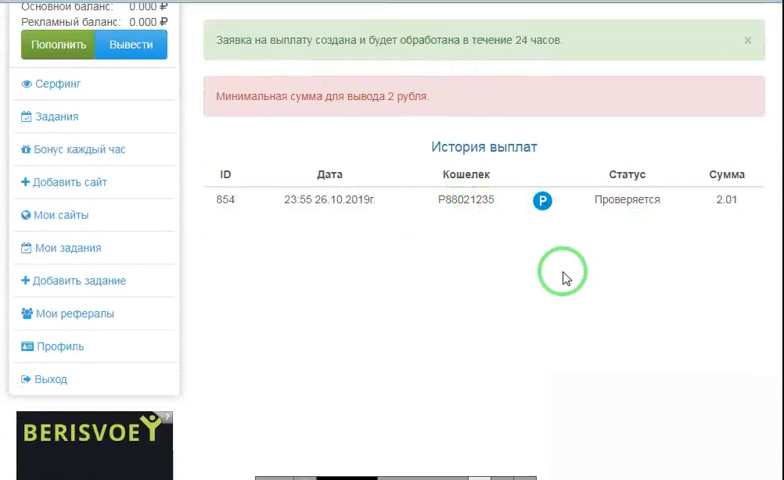 Основной баланс: 0.000 ₽
Рекламный баланс: 0.000 ₽
Пополнить Вывести
Серфинг
Задания
Бонус каждый час
Добавить сайт
Мои сайты
Мои задания
Добавить задание
Мои рефералы
Профиль
Выход
BERISVOE
?
Заявка на выплату создана и будет обработана в течение 24 часов. ×
Минимальная сумма для вывода 2 рубля.
История выплат
ID Дата Кошелек Статус Сумма
854 23:55 26.10.2019г. P88021235 P Проверяется 2.01